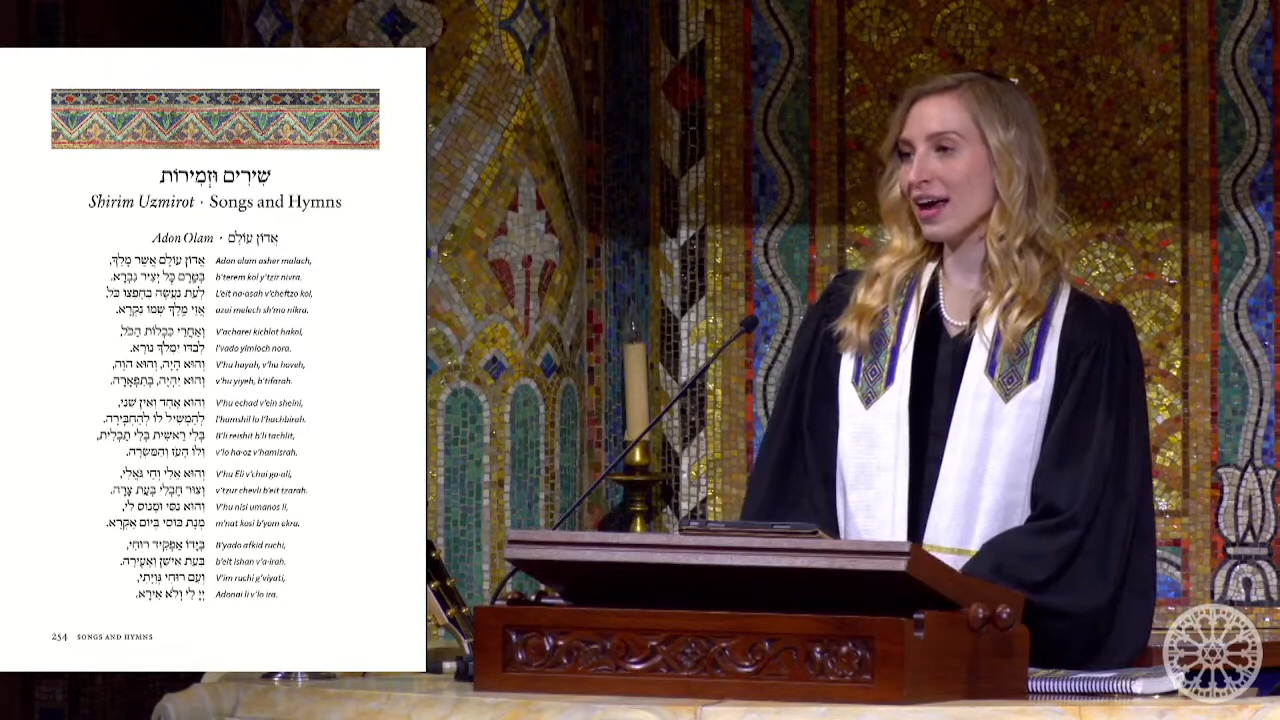 שִׁירִים וּזְמִירוֹת
Shirim Uzmirot · Songs and Hymns
Adon Olam · אֲדוֹן עוֹלָם
אֲדוֹן עוֹלָם אֲשֶׁר מָלַךְ, Adon olam asher malach,
בְּטֶרֶם כׇּל יְצִיר נִבְרָא. b'terem kol y'tzir nivra.
לְעֵת נַעֲשָׂה בְחֶפְצוֹ כֹּל, L'eit na-asah v'cheftzo kol,
אֲזַי מֶלֶךְ שְׁמוֹ נִקְרָא. azai melech sh'mo nikra.
וְאַחֲרֵי כִּכְלוֹת הַכֹּל, V'acharei kichlot hakol,
לְבַדּוֹ יִמְלֹךְ נוֹרָא. l'vado yimloch nora.
וְהוּא הָיָה, וְהוּא הֹוֶה, V'hu hayah, v'hu hoveh,
וְהוּא יִהְיֶה, בְּתִפְאָרָה. v'hu yiyeh, b'tifarah.
וְהוּא אֶחָד וְאֵין שֵׁנִי, V'hu echad v'ein sheini,
לְהַמְשִׁיל לוֹ לְהַחְבִּירָה. l'hamshil lo l'hachbirah.
בְּלִי רֵאשִׁית בְּלִי תַכְלִית, B'li reishit b'li tachlit,
וְלוֹ הָעֹז וְהַמִּשְׂרָה. v'lo ha-oz v'hamisrah.
וְהוּא אֵלִי וְחַי גֹּאֲלִי, V'hu Eli v'chai go-ali,
וְצוּר חֶבְלִי בְּעֵת צָרָה. v'tzur chevli b'eit tzarah.
וְהוּא נִסִּי וּמָנוֹס לִי, V'hu nisi umanos li,
מְנָת כּוֹסִי בְּיוֹם אֶקְרָא. m'nat kosi b'yom ekra.
בְּיָדוֹ אַפְקִיד רוּחִי, B'yado afkid ruchi,
בְּעֵת אִישַׁן וְאָעִירָה. b'eit ishan v'a-irah.
וְעִם רוּחִי גְּוִיָּתִי, V'im ruchi g'viyati,
יְיָ לִי וְלֹא אִירָא. Adonai li v'lo ira.
254 SONGS AND HYMNS